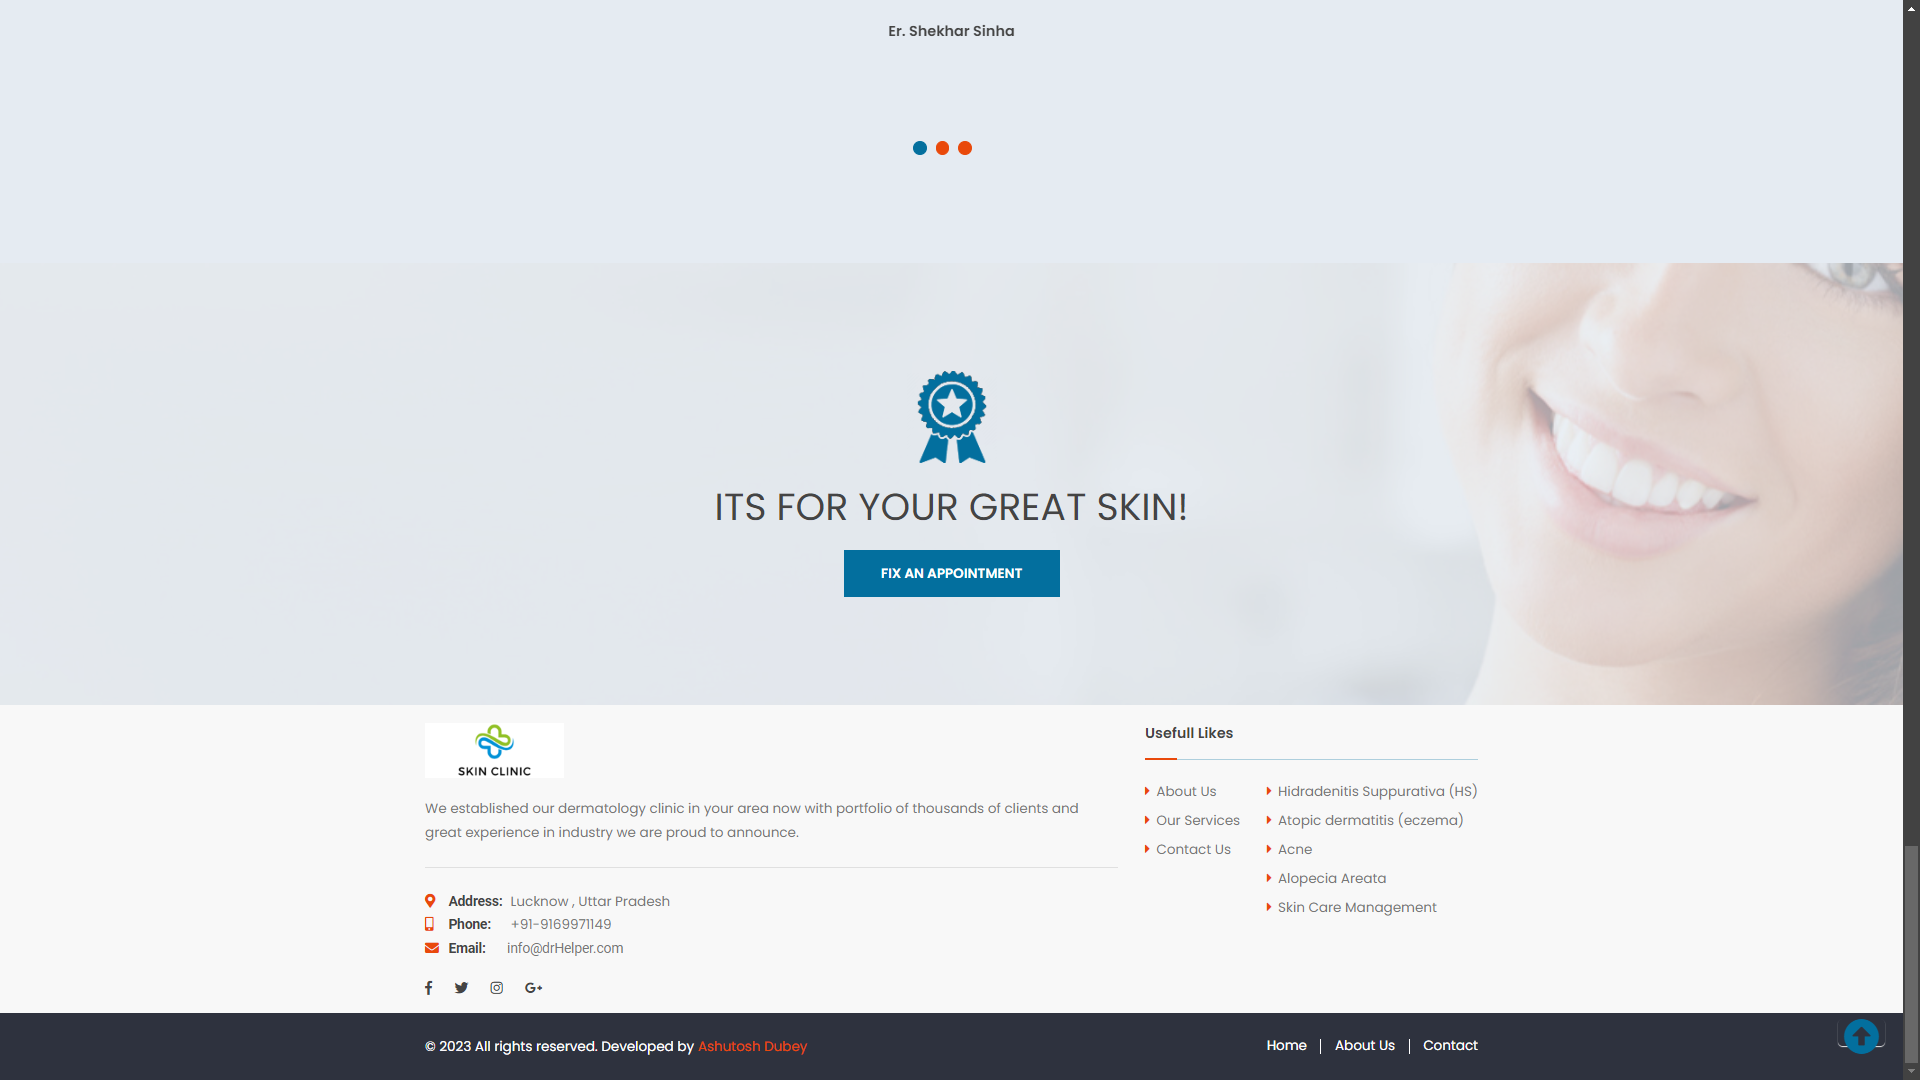 Er. Shekhar Sinha
ITS FOR YOUR GREAT SKIN!
FIX AN APPOINTMENT
SKIN CLINIC
We established our dermatology clinic in your area now with portfolio of thousands of clients and
great experience in industry we are proud to announce.
Address: Lucknow , Uttar Pradesh
Phone: +91-9169971149
Email: info@drHelper.com
Usefull Likes
About Us
Our Services
Contact Us
Hidradenitis Suppurativa (HS)
Atopic dermatitis (eczema)
Acne
Alopecia Areata
Skin Care Management
© 2023 All rights reserved. Developed by Ashutosh Dubey
Home | About Us | Contact